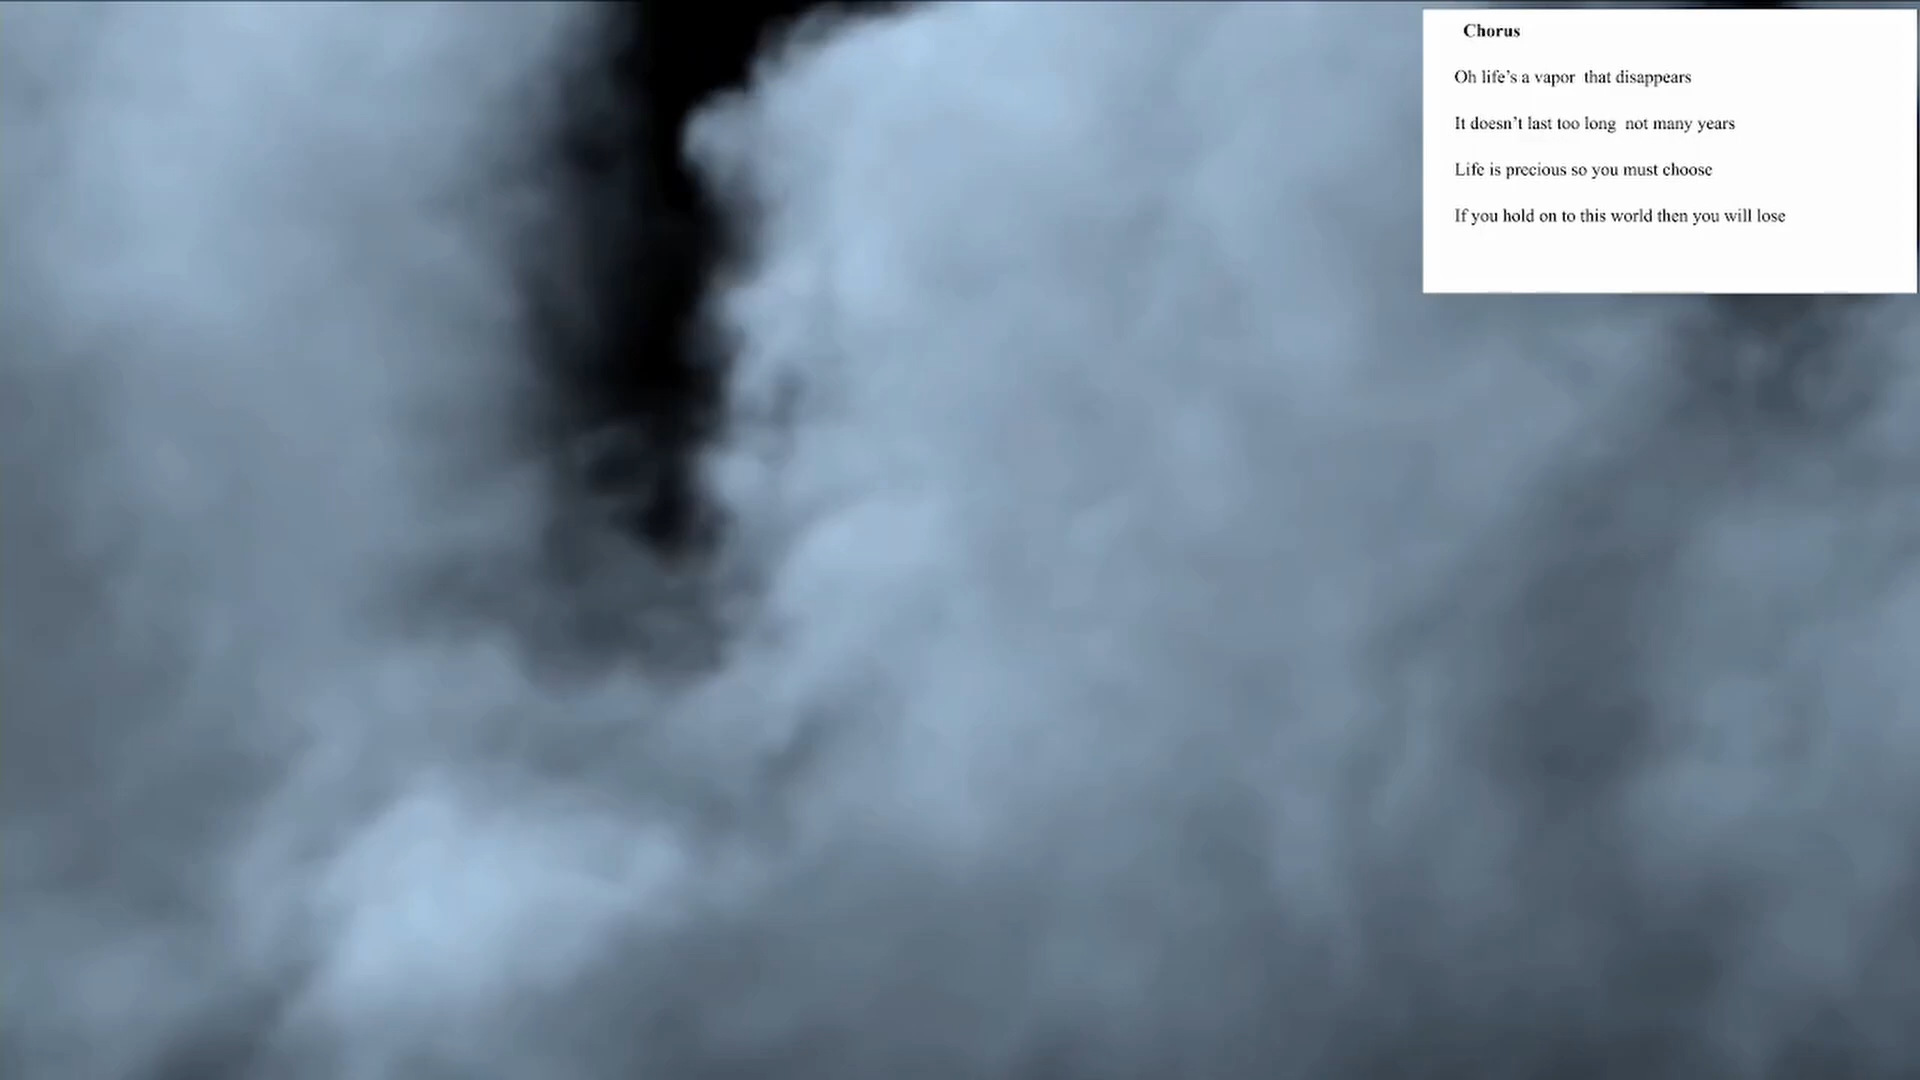 Chorus
Oh life’s a vapor that disappears
It doesn’t last too long not many years
Life is precious so you must choose
If you hold on to this world then you will lose